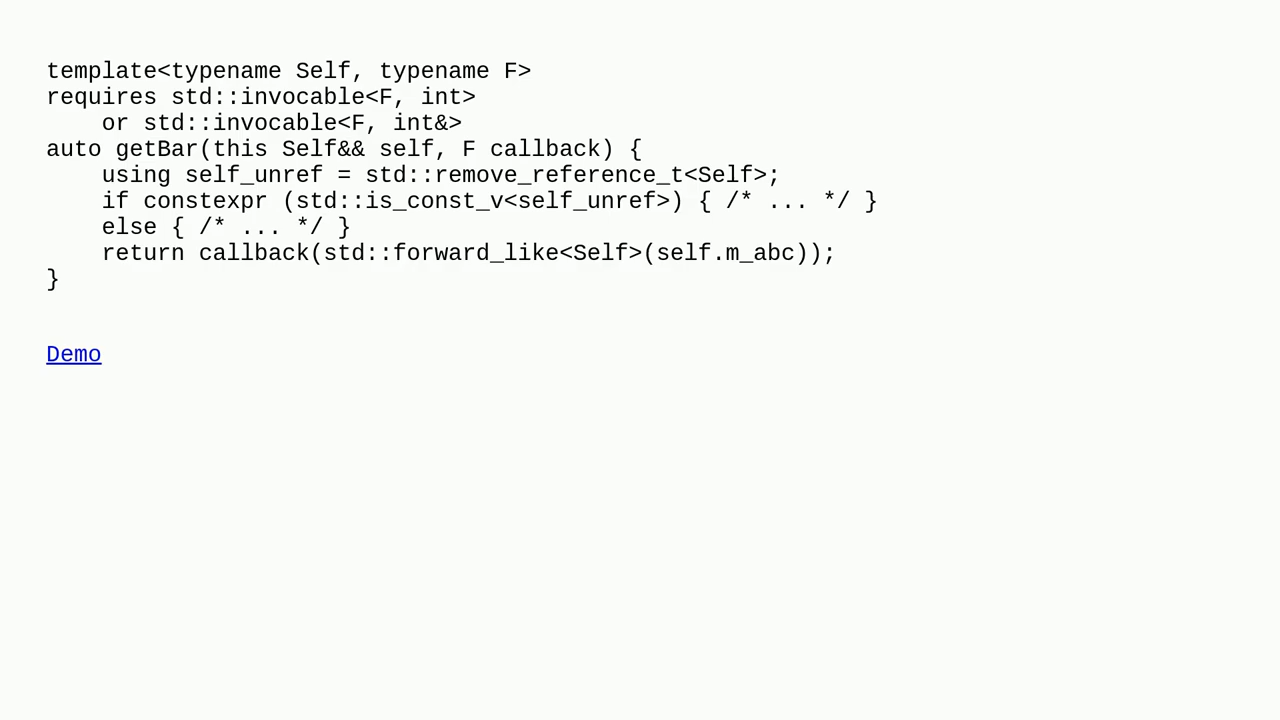 template<typename Self, typename F>
requires std::invocable<F, int>
    or std::invocable<F, int&>
auto getBar(this Self&& self, F callback) {
    using self_unref = std::remove_reference_t<Self>;
    if constexpr (std::is_const_v<self_unref>) { /* ... */ }
    else { /* ... */ }
    return callback(std::forward_like<Self>(self.m_abc));
}
Demo